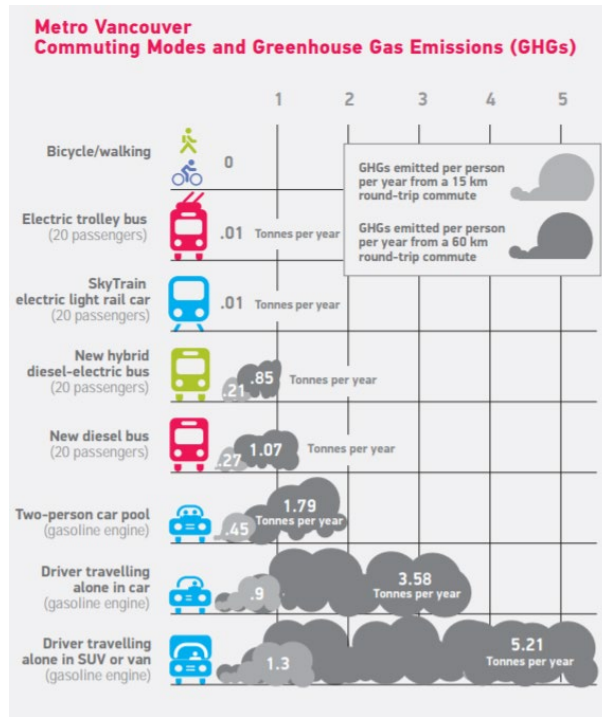 Metro Vancouver
Commuting Modes and Greenhouse Gas Emissions (GHGs)
1 2 3 4 5
Bicycle/walking
0
GHGs emitted per person
per year from a 15 km
round-trip commute
GHGs emitted per person
per year from a 60 km
round-trip commute
Electric trolley bus
(20 passengers)
.01 Tonnes per year
SkyTrain
electric light rail car
(20 passengers)
.01 Tonnes per year
New hybrid
diesel-electric bus
(20 passengers)
.21 .85 Tonnes per year
New diesel bus
(20 passengers)
.27 1.07 Tonnes per year
Two-person car pool
(gasoline engine)
.45 1.79
Tonnes per year
Driver travelling
alone in car
(gasoline engine)
.9 3.58
Tonnes per year
Driver travelling
alone in SUV or van
(gasoline engine)
1.3 5.21
Tonnes per year